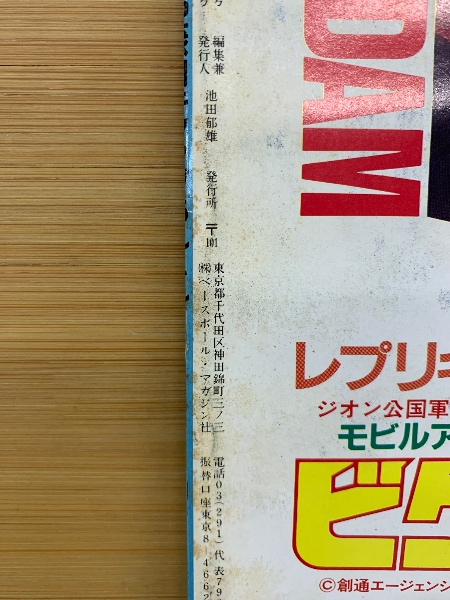 編集兼
発行人
池田郁雄
発行所
〒101
東京都千代田区神田錦町三ノ三
㈱ベースボール・マガジン社
電話03(291)代表79
振替口座東京8 4662
DAM
レプリ
ジオン公国軍
モビルア
ビ
©創通エージェンシ